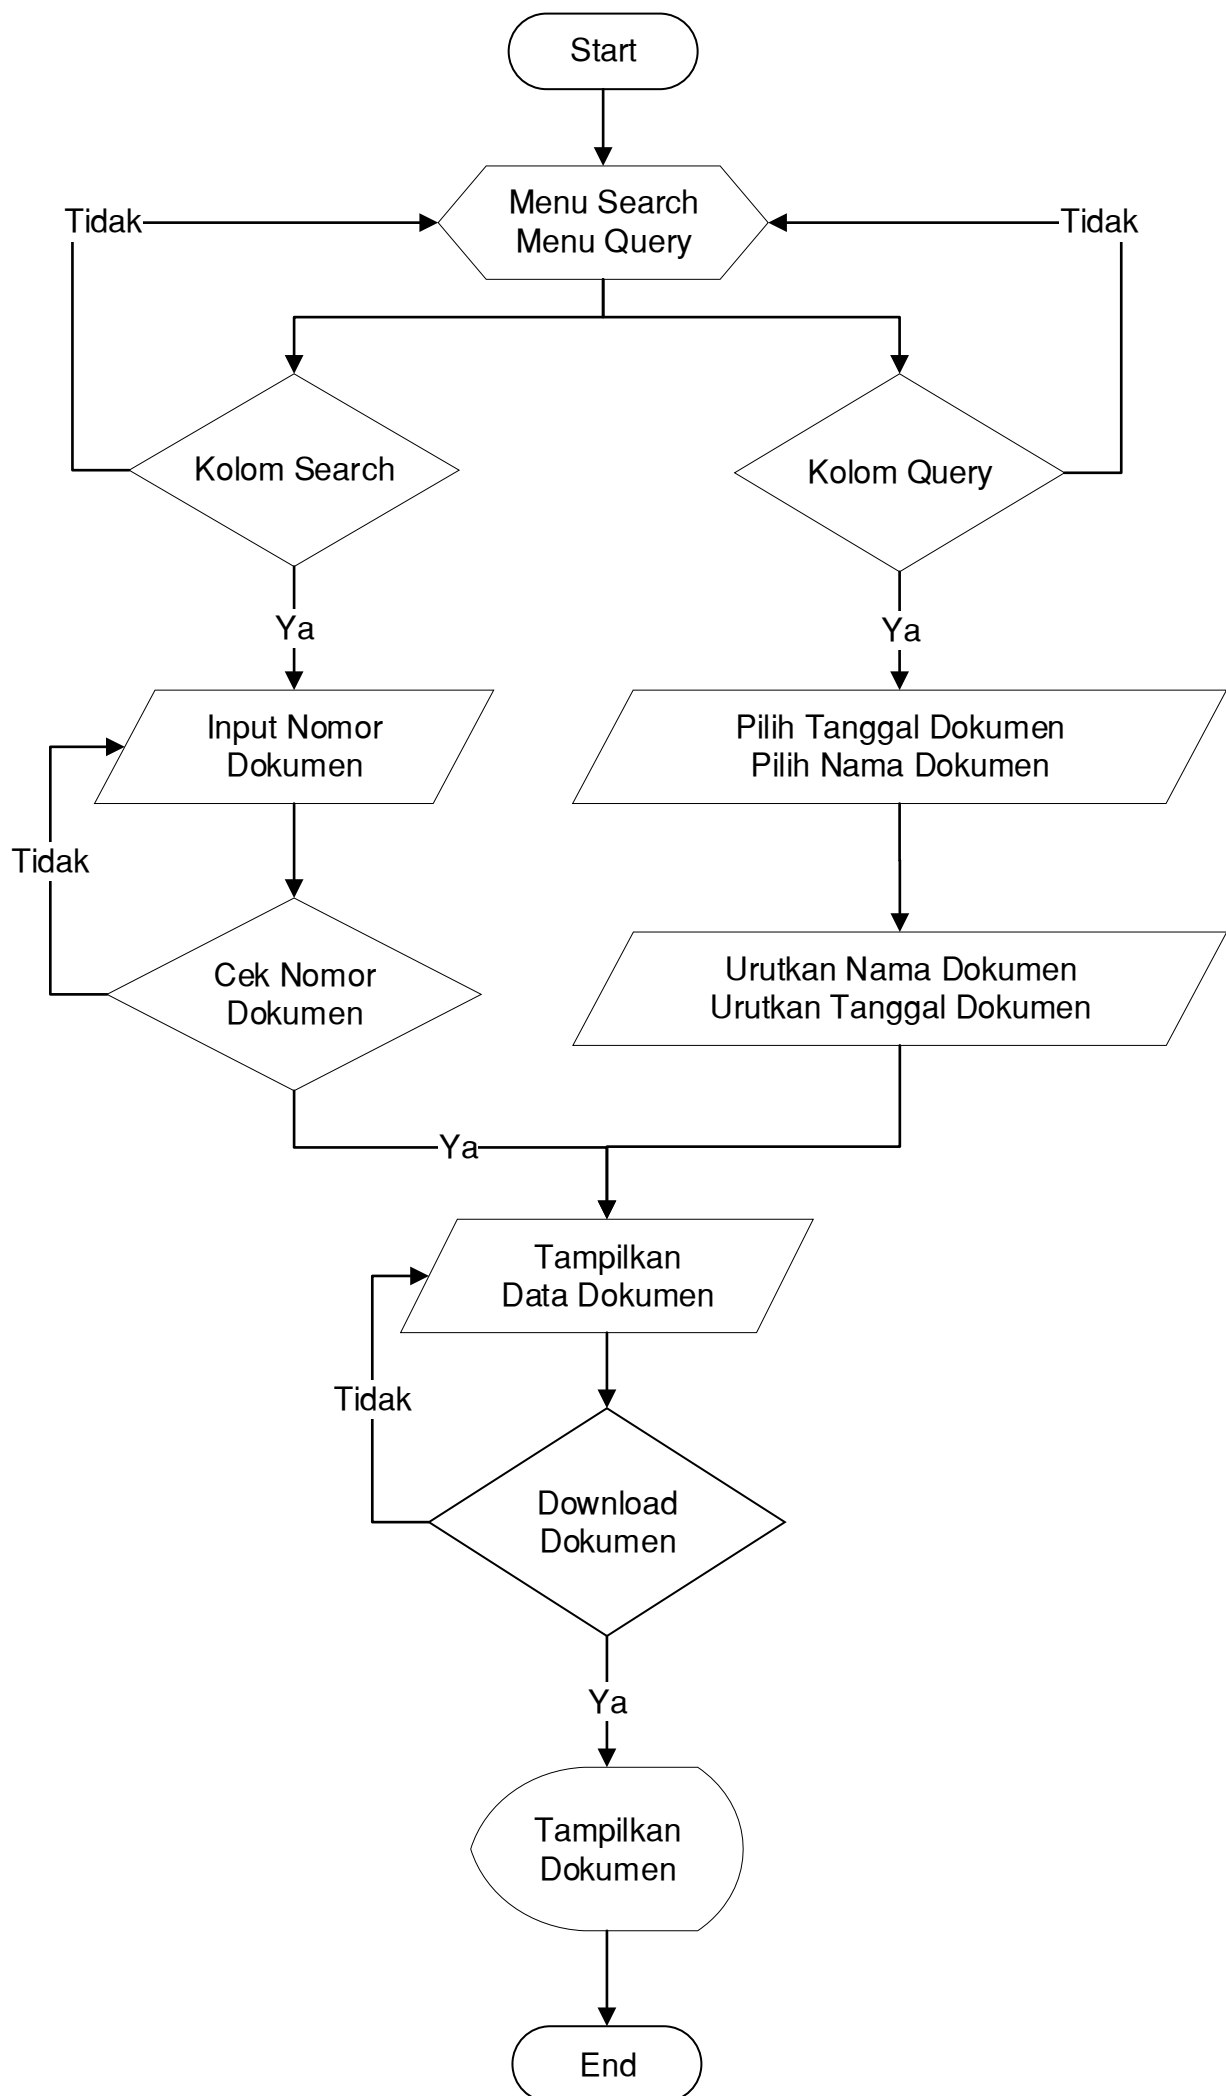 Start
Menu Search
Menu Query
Tidak
Tidak
Kolom Search
Kolom Query
Ya
Ya
Input Nomor
Dokumen
Pilih Tanggal Dokumen
Pilih Nama Dokumen
Tidak
Cek Nomor
Dokumen
Urutkan Nama Dokumen
Urutkan Tanggal Dokumen
Ya
Tampilkan
Data Dokumen
Tidak
Download
Dokumen
Ya
Tampilkan
Dokumen
End